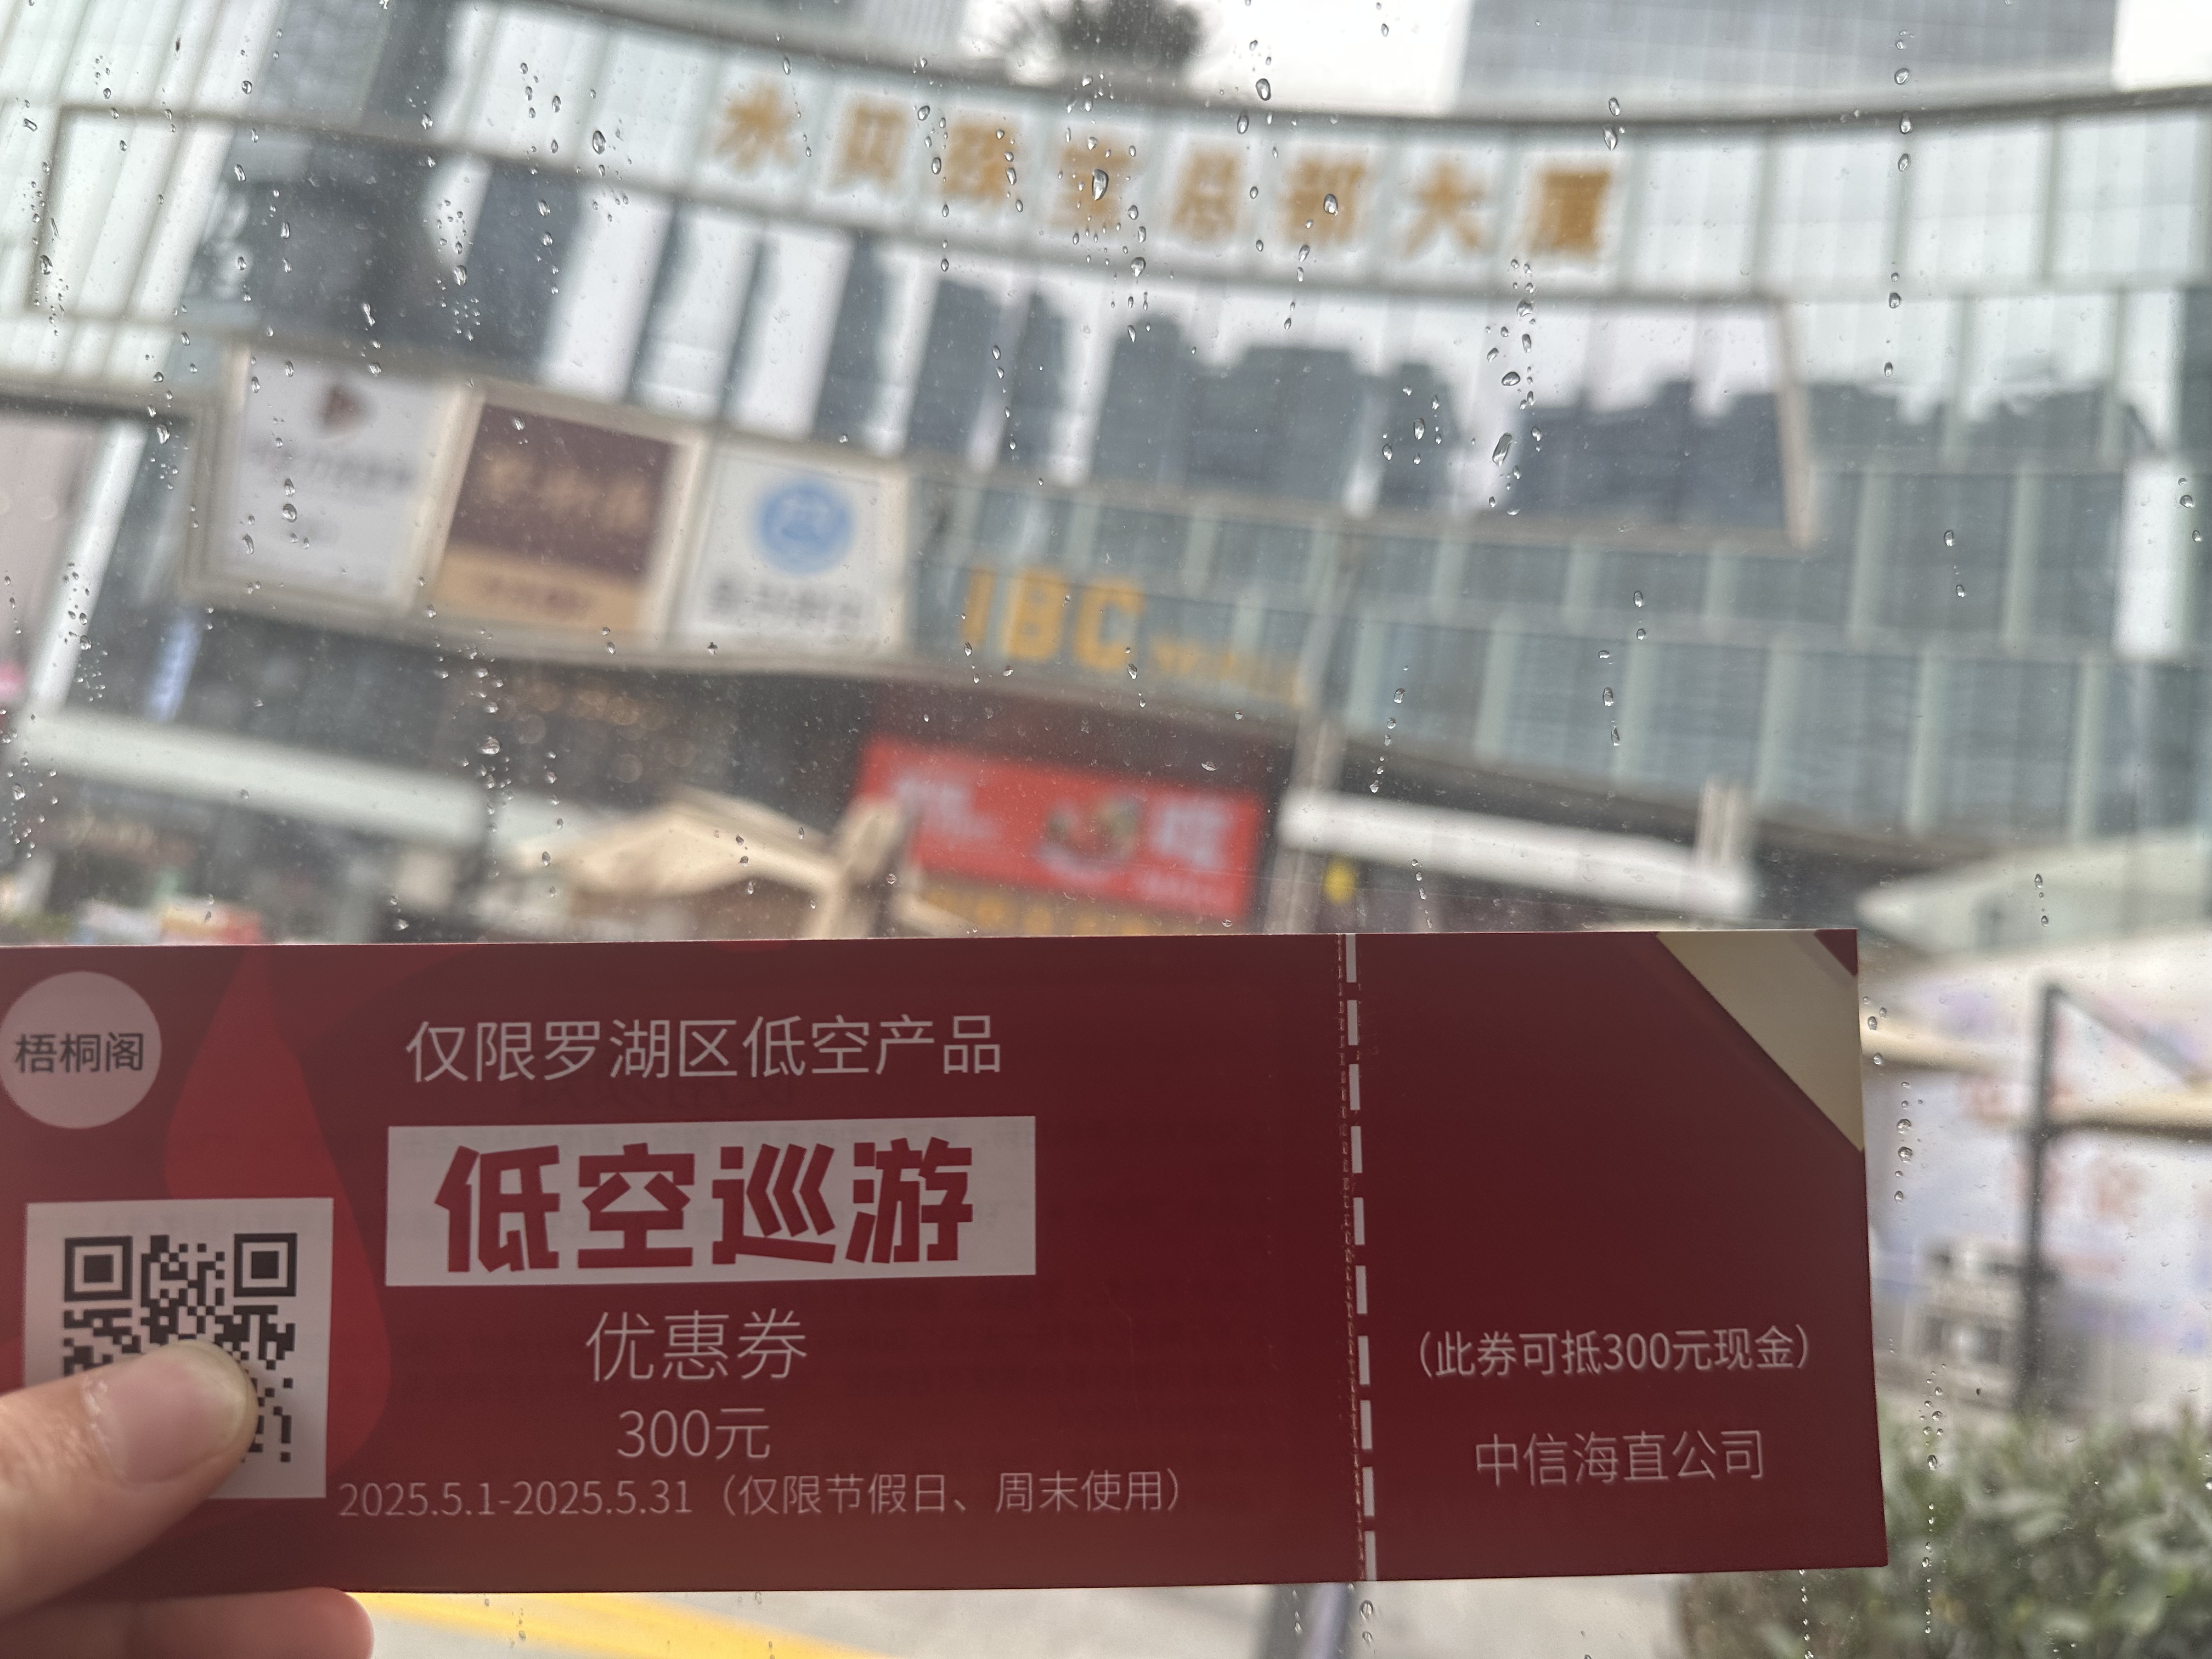 水贝珠宝总部大厦
IBC
梧桐阁
仅限罗湖区低空产品
低空巡游
优惠券
300元
2025.5.1-2025.5.31（仅限节假日、周末使用）
（此券可抵300元现金）
中信海直公司